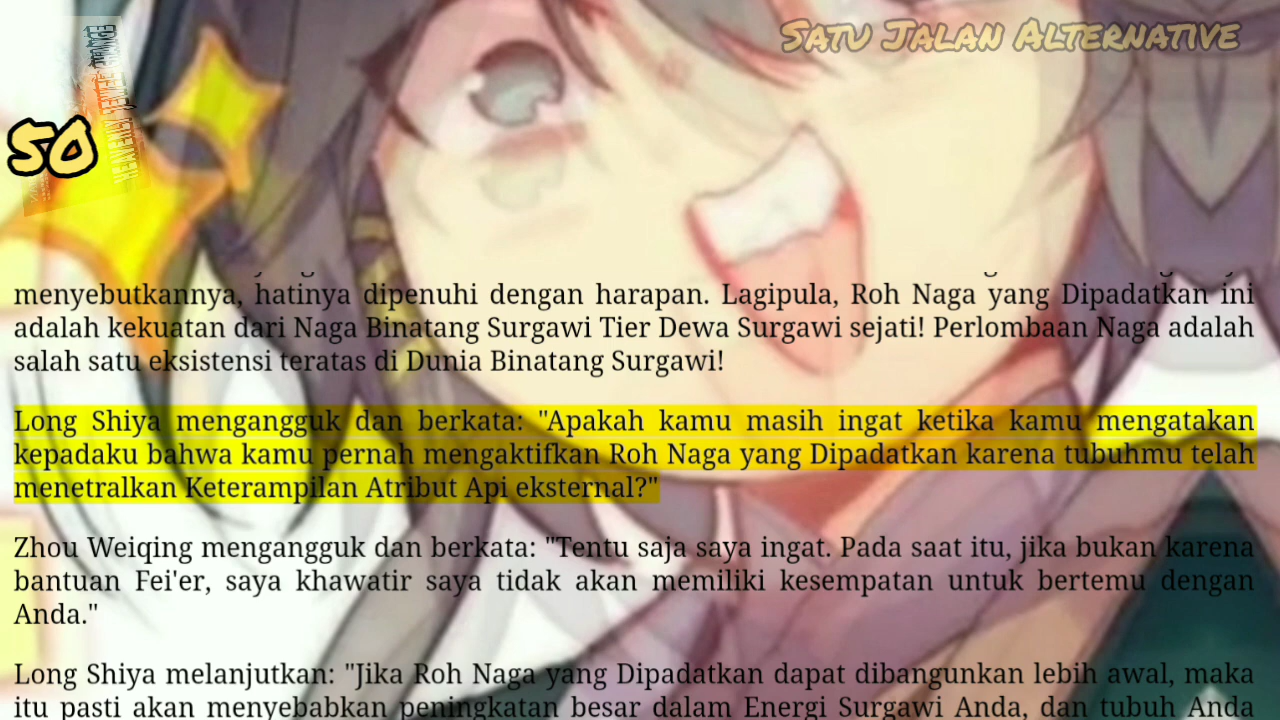 Satu Jalan Alternative
50
HEAVENLY JEWEL
menyebutkannya, hatinya dipenuhi dengan harapan. Lagipula, Roh Naga yang Dipadatkan ini
adalah kekuatan dari Naga Binatang Surgawi Tier Dewa Surgawi sejati! Perlombaan Naga adalah
salah satu eksistensi teratas di Dunia Binatang Surgawi!
Long Shiya mengangguk dan berkata: "Apakah kamu masih ingat ketika kamu mengatakan
kepadaku bahwa kamu pernah mengaktifkan Roh Naga yang Dipadatkan karena tubuhmu telah
menetralkan Keterampilan Atribut Api eksternal?"
Zhou Weiqing mengangguk dan berkata: "Tentu saja saya ingat. Pada saat itu, jika bukan karena
bantuan Fei'er, saya khawatir saya tidak akan memiliki kesempatan untuk bertemu dengan
Anda."
Long Shiya melanjutkan: "Jika Roh Naga yang Dipadatkan dapat dibangunkan lebih awal, maka
itu pasti akan menyebabkan peningkatan besar dalam Energi Surgawi Anda, dan tubuh Anda